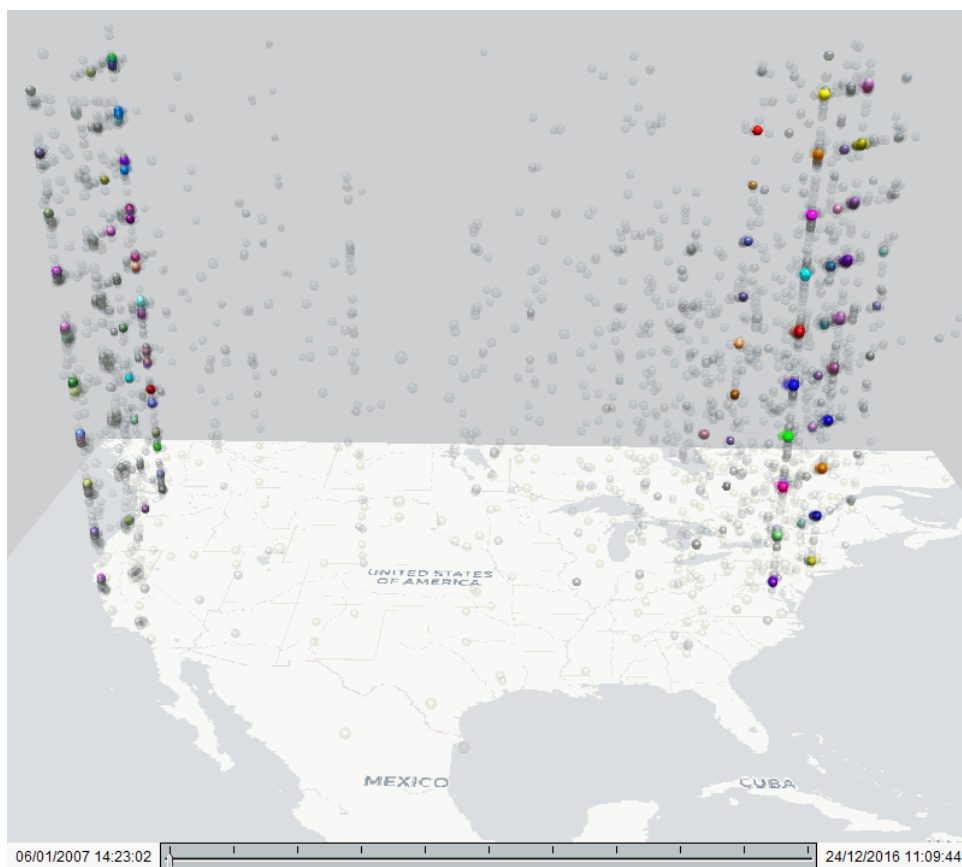 UNITED STATES
OF AMERICA
MEXICO
CUBA
06/01/2007 14:23:02
24/12/2016 11:09:44